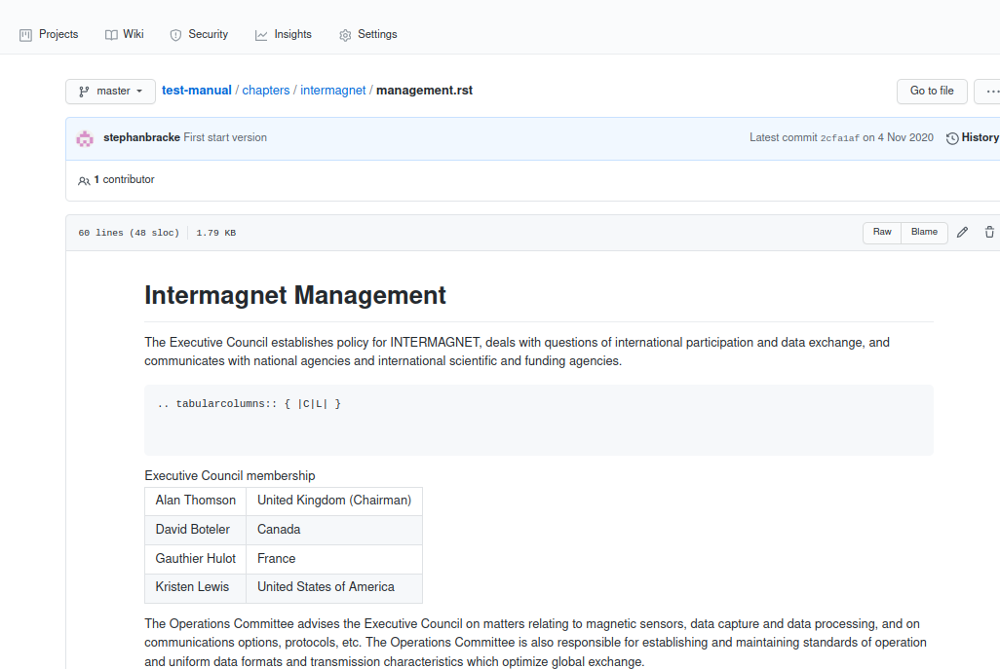 Projects Wiki Security Insights Settings
master test-manual / chapters / intermagnet / management.rst Go to file ...
stephanbracke First start version Latest commit 2cfa1af on 4 Nov 2020 History
1 contributor
60 lines (48 sloc) 1.79 KB Raw Blame
Intermagnet Management
The Executive Council establishes policy for INTERMAGNET, deals with questions of international participation and data exchange, and
communicates with national agencies and international scientific and funding agencies.
.. tabularcolumns:: { |C|L| }
Executive Council membership
Alan Thomson United Kingdom (Chairman)
David Boteler Canada
Gauthier Hulot France
Kristen Lewis United States of America
The Operations Committee advises the Executive Council on matters relating to magnetic sensors, data capture and data processing, and on
communications options, protocols, etc. The Operations Committee is also responsible for establishing and maintaining standards of operation
and uniform data formats and transmission characteristics which optimize global exchange.